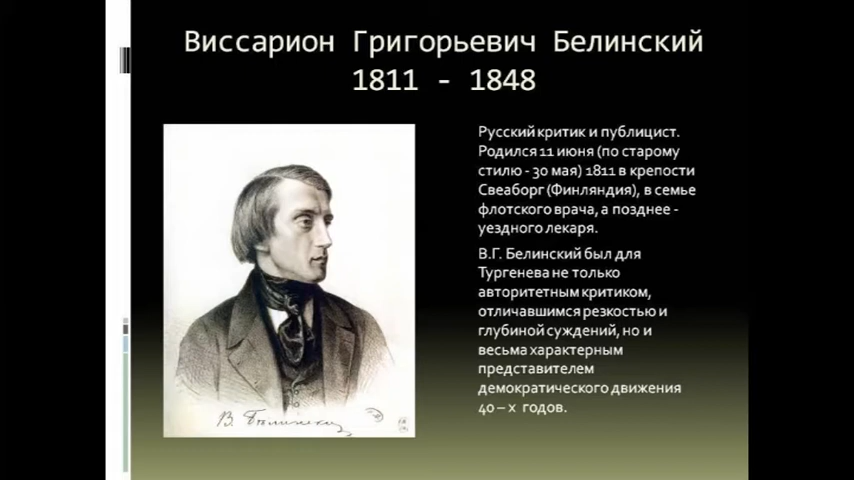 Виссарион Григорьевич Белинский
1811 - 1848
Русский критик и публицист.
Родился 11 июня (по старому
стилю - 30 мая) 1811 в крепости
Свеаборг (Финляндия), в семье
флотского врача, а позднее -
уездного лекаря.
В.Г. Белинский был для
Тургенева не только
авторитетным критиком,
отличавшимся резкостью и
глубиной суждений, но и
весьма характерным
представителем
демократического движения
40 – х годов.
В. Белинский